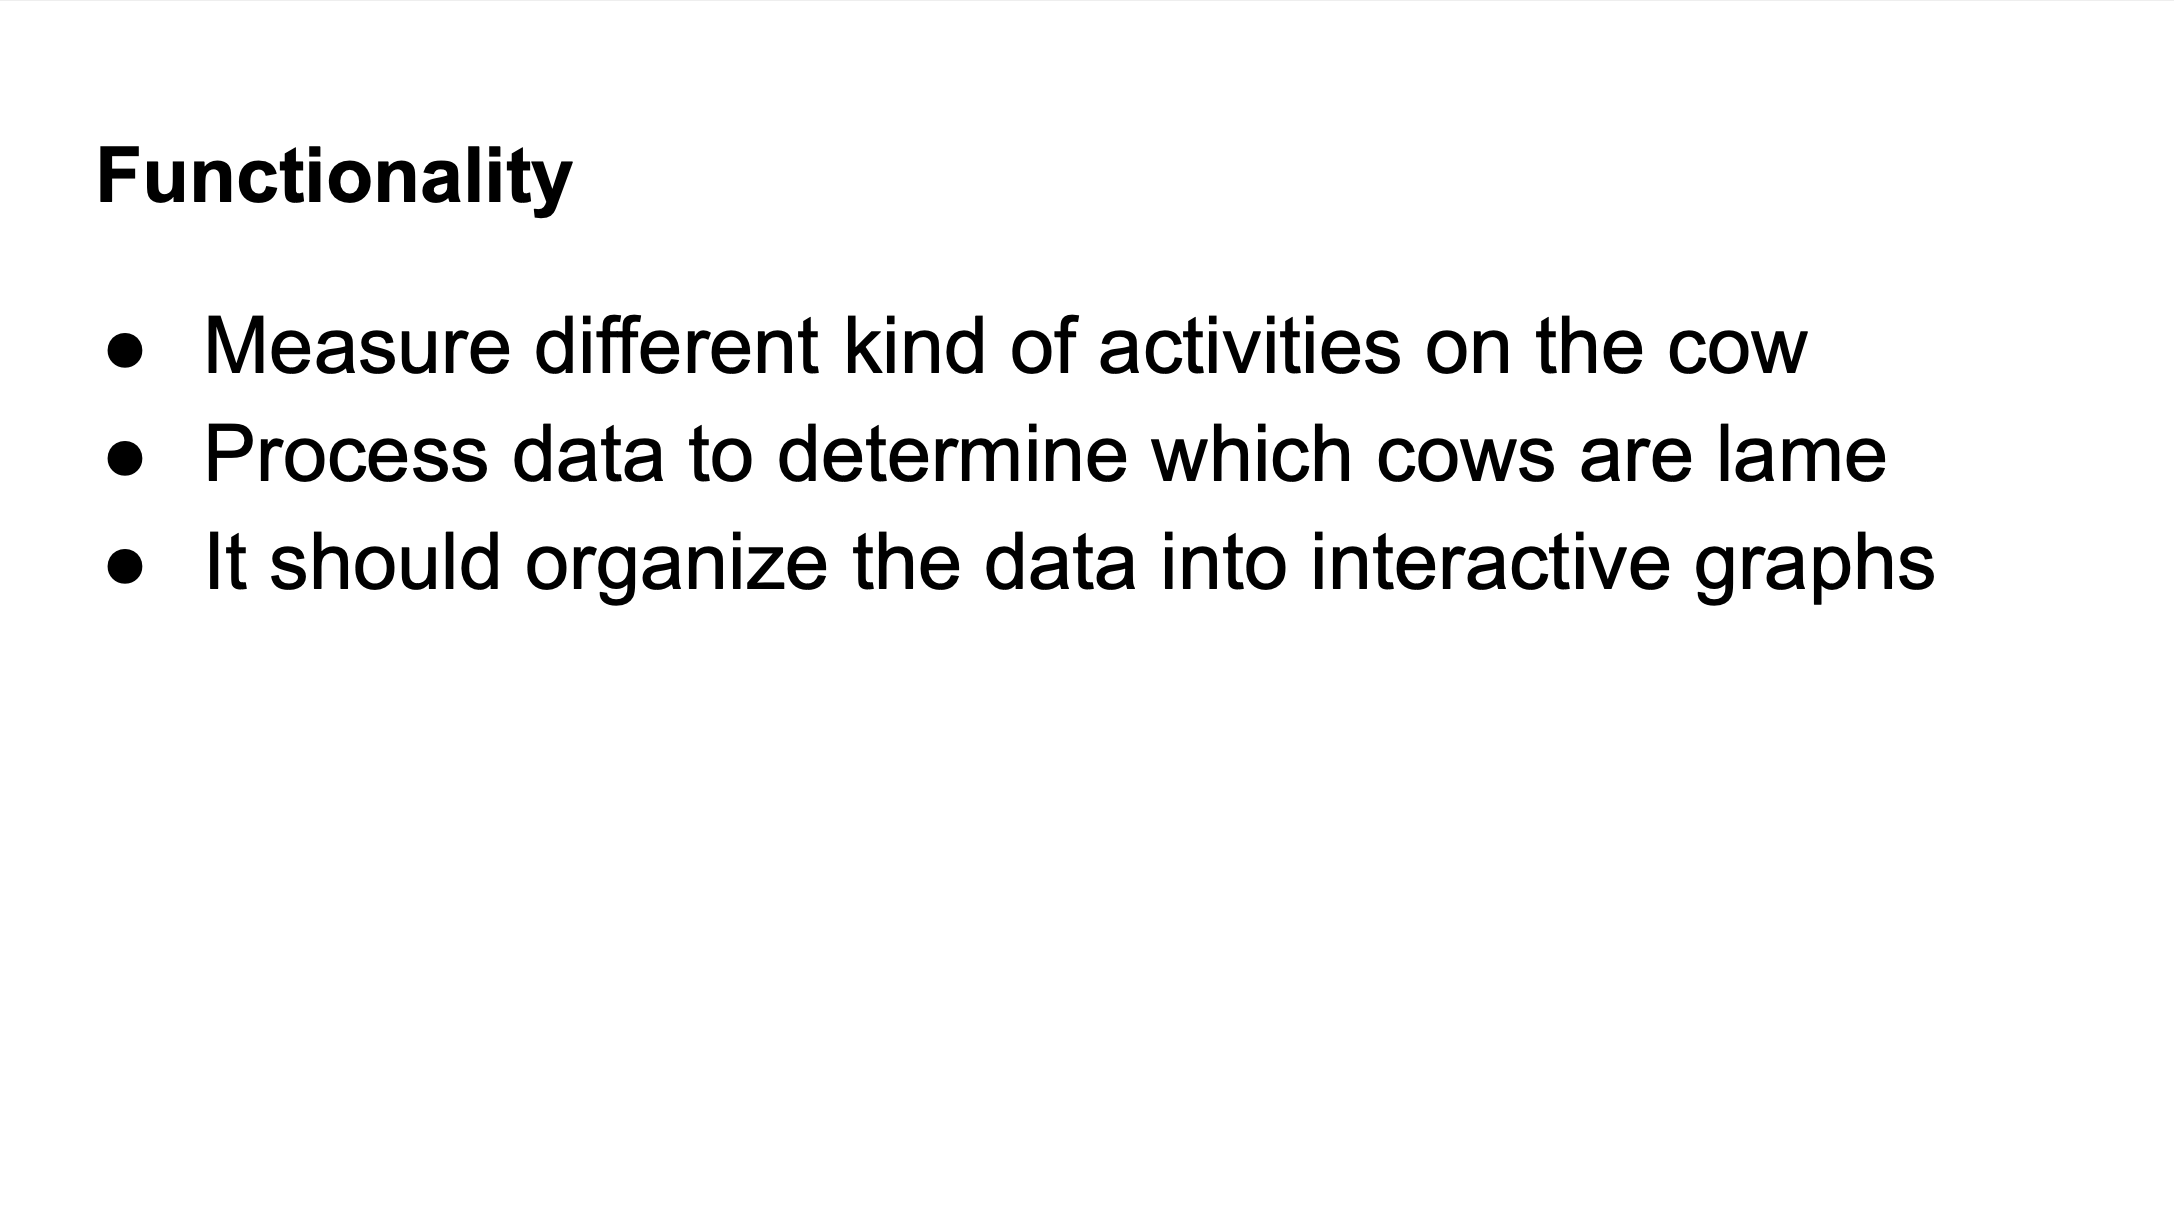 Functionality
● Measure different kind of activities on the cow
● Process data to determine which cows are lame
● It should organize the data into interactive graphs